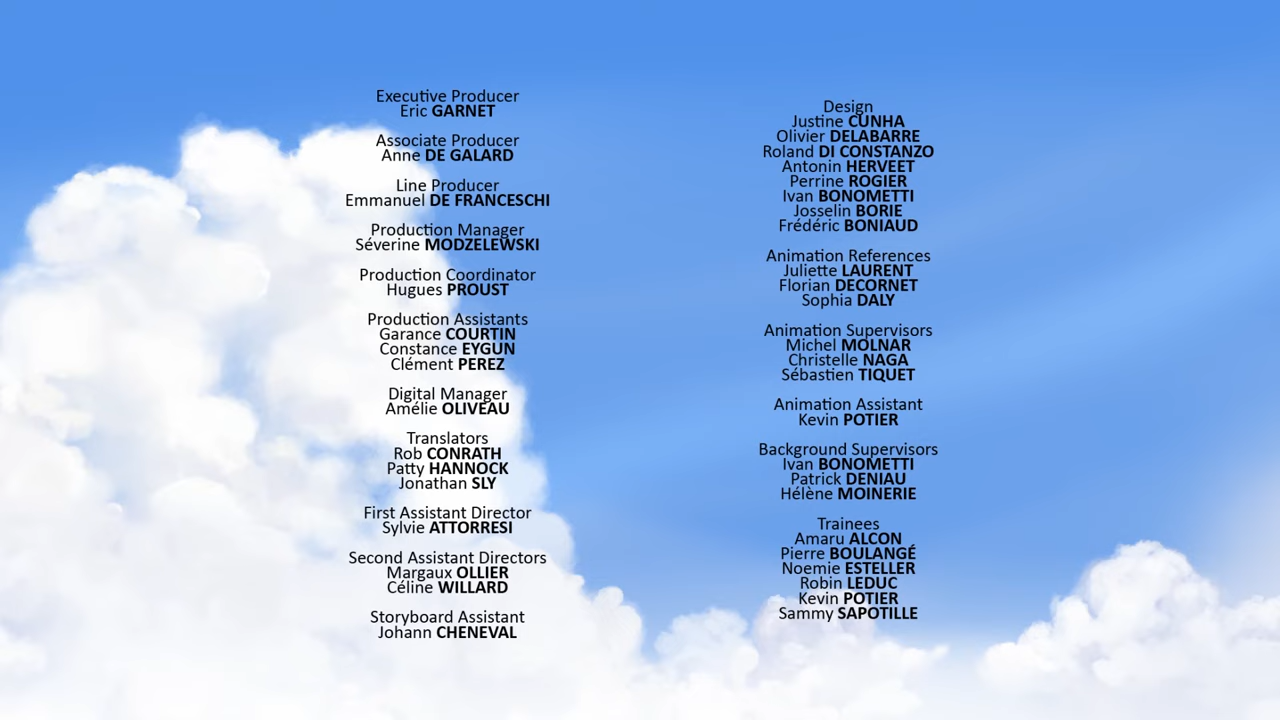 Executive Producer
Eric GARNET
Associate Producer
Anne DE GALARD
Line Producer
Emmanuel DE FRANCESCHI
Production Manager
Séverine MODZELEWSKI
Production Coordinator
Hugues PROUST
Production Assistants
Garance COURTIN
Constance EYGUN
Clément PEREZ
Digital Manager
Amélie OLIVEAU
Translators
Rob CONRATH
Patty HANNOCK
Jonathan SLY
First Assistant Director
Sylvie ATTORRESI
Second Assistant Directors
Margaux OLLIER
Céline WILLARD
Storyboard Assistant
Johann CHENEVAL
Design
Justine CUNHA
Olivier DELABARRE
Roland DI CONSTANZO
Antonin HERVEET
Perrine ROGIER
Ivan BONOMETTI
Josselin BORIE
Frédéric BONIAUD
Animation References
Juliette LAURENT
Florian DECORNET
Sophia DALY
Animation Supervisors
Michel MOLNAR
Christelle NAGA
Sébastien TIQUET
Animation Assistant
Kevin POTIER
Background Supervisors
Ivan BONOMETTI
Patrick DENIAU
Hélène MOINERIE
Trainees
Amaru ALCON
Pierre BOULANGÉ
Noemie ESTELLER
Robin LEDUC
Kevin POTIER
Sammy SAPOTILLE